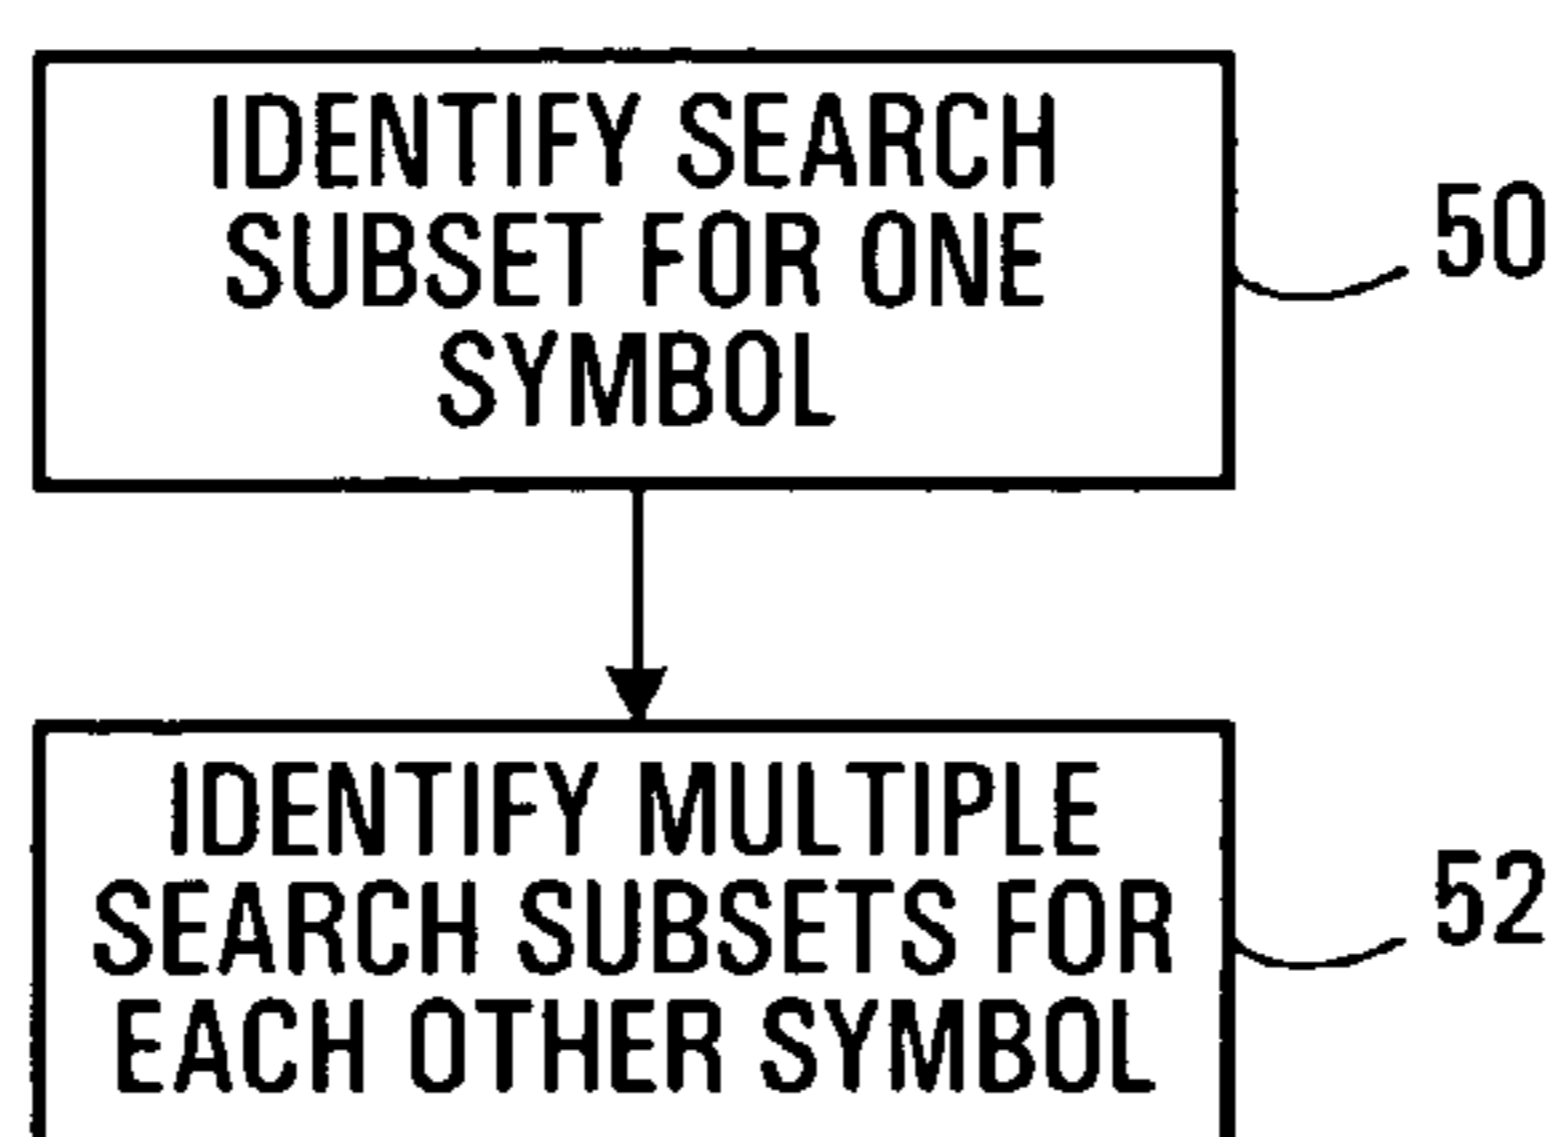 IDENTIFY SEARCH
SUBSET FOR ONE
SYMBOL
50
IDENTIFY MULTIPLE
SEARCH SUBSETS FOR
EACH OTHER SYMBOL
52